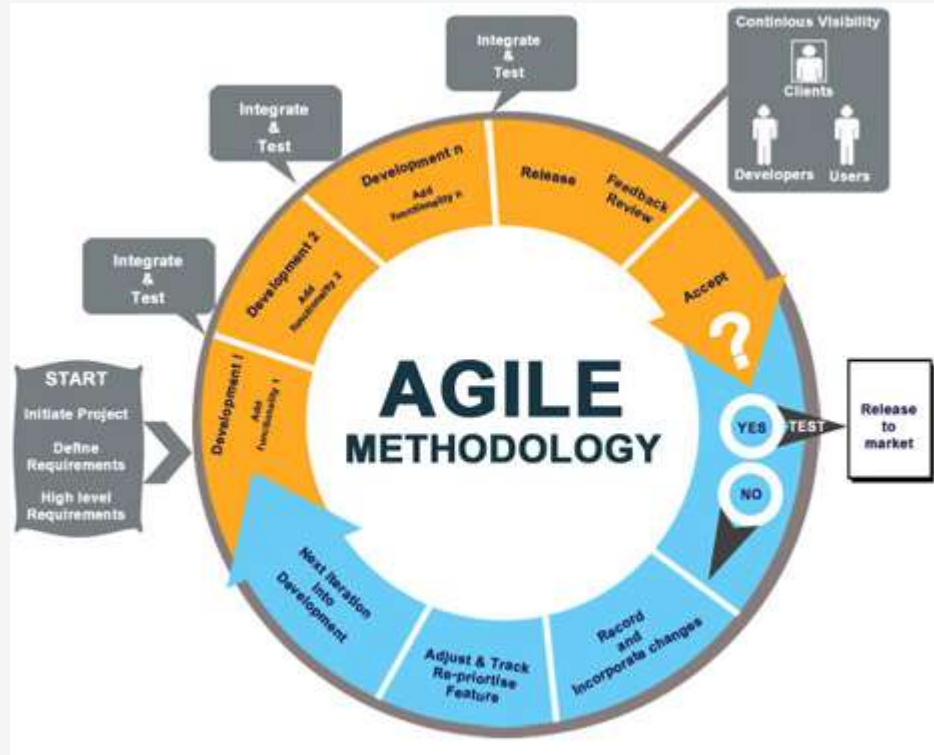 Continious Visibility
Clients
Developers
Users
Integrate
&
Test
Integrate
&
Test
Integrate
&
Test
START
Initiate Project
Define
Requirements
High level
Requirements
Development 1
Add
functionality 1
Development 2
Add
functionality 2
Development n
Add
functionality n
Release
Feedback
Review
Accept
?
YES
TEST
Release
to
market
NO
Record
and
Incorporate changes
Adjust & Track
Re-priortise
Feature
Next Iteration
into
Development
AGILE
METHODOLOGY